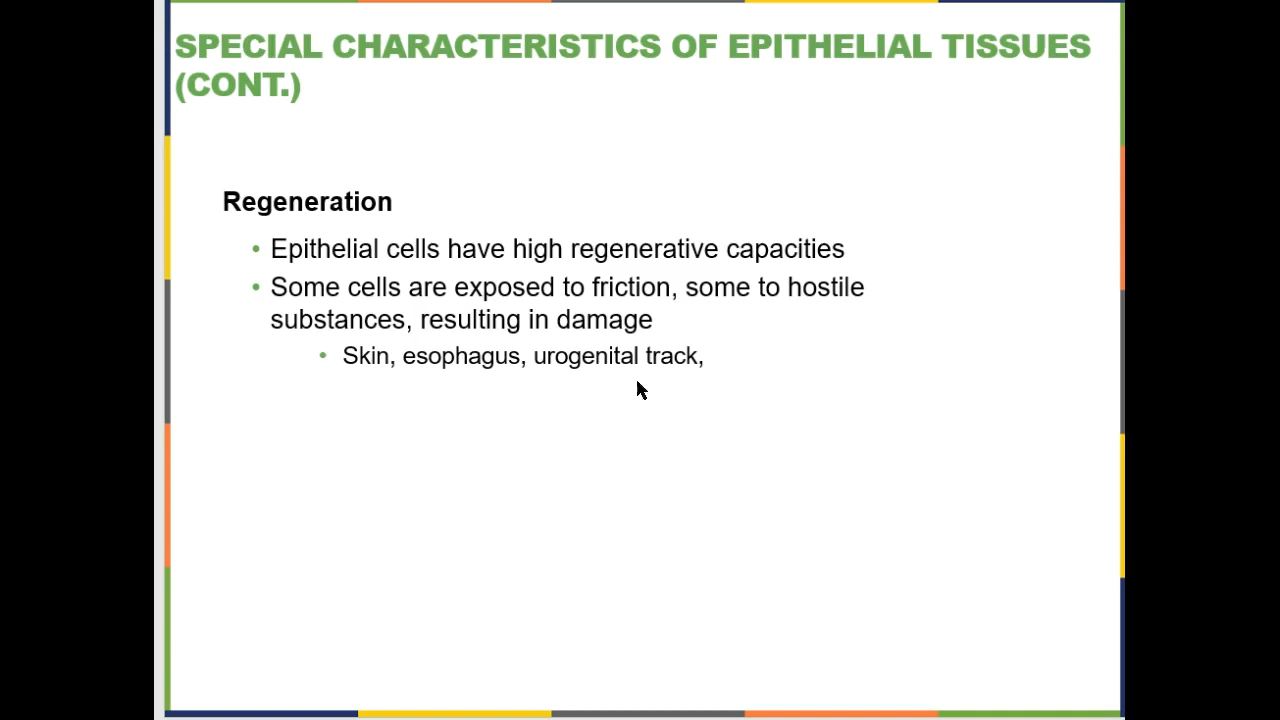 SPECIAL CHARACTERISTICS OF EPITHELIAL TISSUES
(CONT.)
Regeneration
• Epithelial cells have high regenerative capacities
• Some cells are exposed to friction, some to hostile
substances, resulting in damage
• Skin, esophagus, urogenital track,